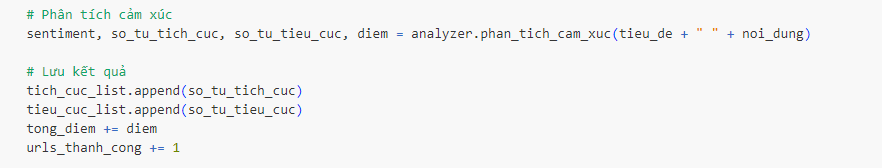 # Phân tích cảm xúc
sentiment, so_tu_tich_cuc, so_tu_tieu_cuc, diem = analyzer.phan_tich_cam_xuc(tieu_de + " " + noi_dung)
# Lưu kết quả
tich_cuc_list.append(so_tu_tich_cuc)
tieu_cuc_list.append(so_tu_tieu_cuc)
tong_diem += diem
urls_thanh_cong += 1